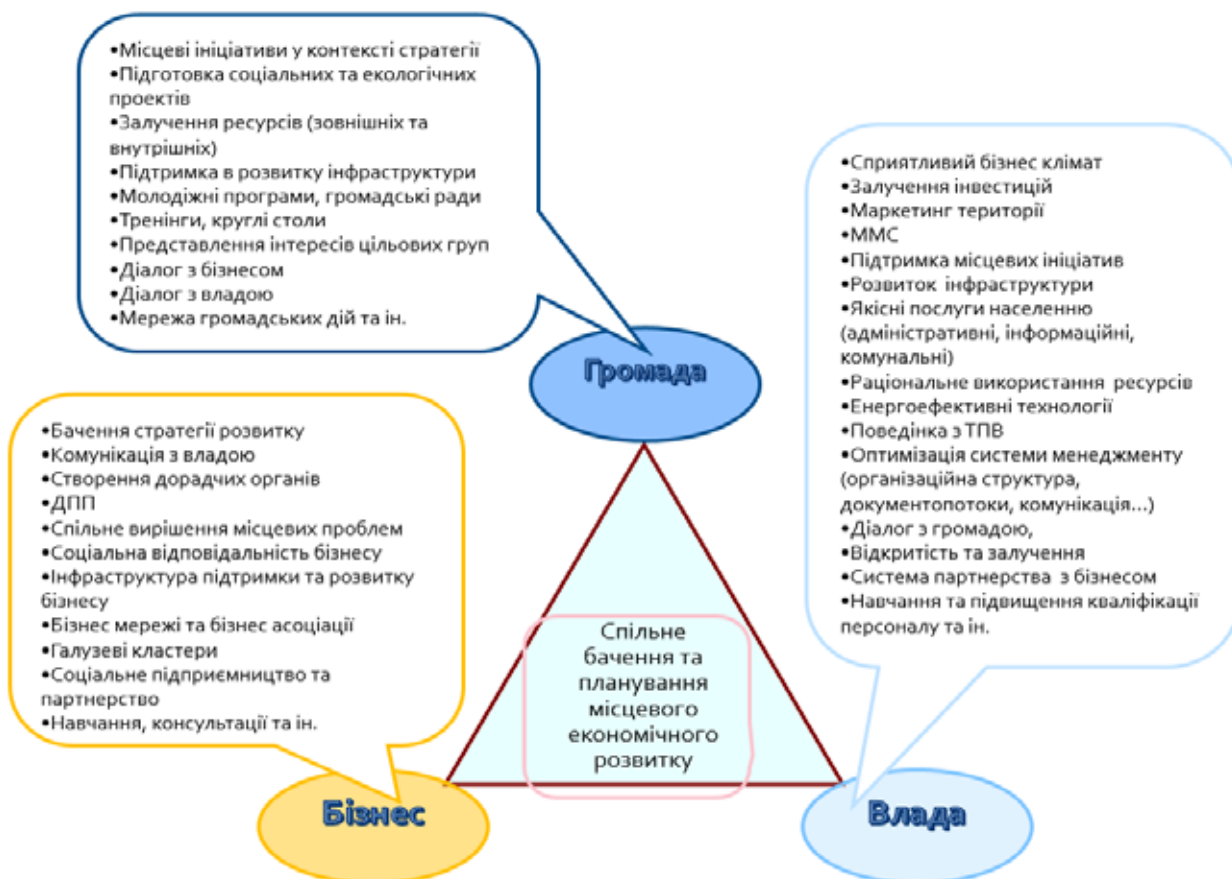 •Місцеві ініціативи у контексті стратегії
•Підготовка соціальних та екологічних
проектів
•Залучення ресурсів (зовнішніх та
внутрішніх)
•Підтримка в розвитку інфраструктури
•Молодіжні програми, громадські ради
•Тренінги, круглі столи
•Представлення інтересів цільових груп
•Діалог з бізнесом
•Діалог з владою
•Мережа громадських дій та ін.
Громада
•Бачення стратегії розвитку
•Комунікація з владою
•Створення дорадчих органів
•ДПП
•Спільне вирішення місцевих проблем
•Соціальна відповідальність бізнесу
•Інфраструктура підтримки та розвитку
бізнесу
•Бізнес мережі та бізнес асоціації
•Галузеві кластери
•Соціальне підприємництво та
партнерство
•Навчання, консультації та ін.
Бізнес
•Сприятливий бізнес клімат
•Залучення інвестицій
•Маркетинг території
•ММС
•Підтримка місцевих ініціатив
•Розвиток інфраструктури
•Якісні послуги населенню
(адміністративні, інформаційні,
комунальні)
•Раціональне використання ресурсів
•Енергоефективні технології
•Поведінка з ТПВ
•Оптимізація системи менеджменту
(організаційна структура,
документопотоки, комунікація...)
•Діалог з громадою,
•Відкритість та залучення
•Система партнерства з бізнесом
•Навчання та підвищення кваліфікації
персоналу та ін.
Влада
Спільне
бачення та
планування
місцевого
економічного
розвитку